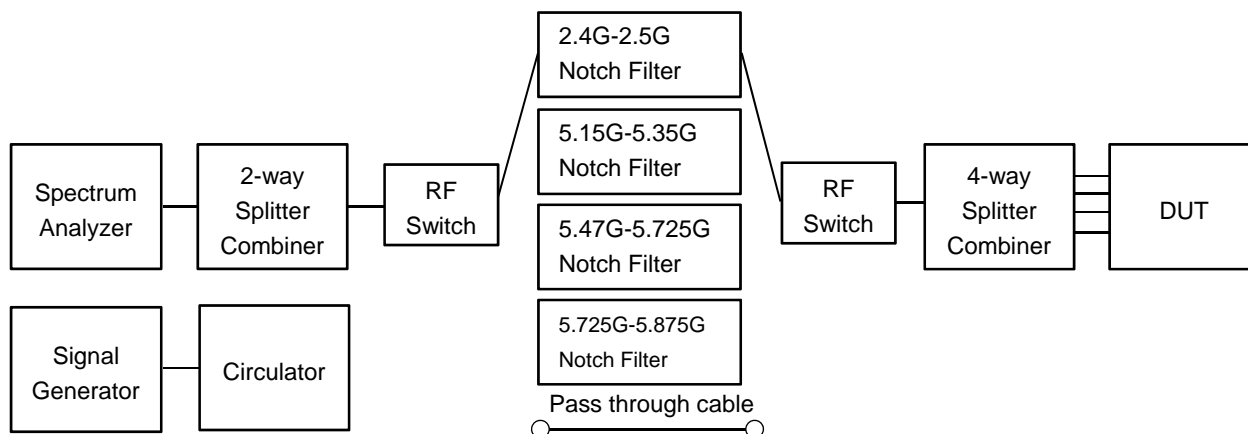 2.4G-2.5G
Notch Filter
5.15G-5.35G
Notch Filter
Spectrum
Analyzer
2-way
Splitter
Combiner
RF
Switch
5.47G-5.725G
Notch Filter
RF
Switch
4-way
Splitter
Combiner
DUT
Signal
Generator
Circulator
5.725G-5.875G
Notch Filter
Pass through cable